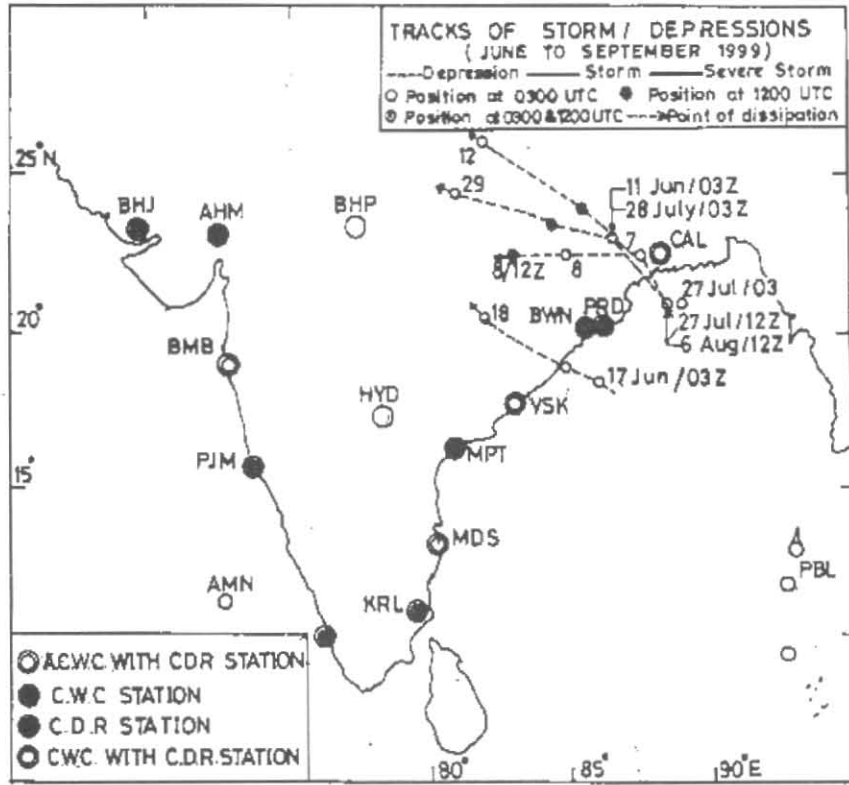 TRACKS OF STORM/ DEPRESSIONS
( JUNE TO SEPTEMBER 1999)
----Depression —— Storm —— Severe Storm
Position at 0300 UTC Position at 1200 UTC
Position at 0300 & 1200 UTC ---→Point of dissipation
25°N
12
29
11 Jun/03Z
28 July/03Z
BHJ
AHM
BHP
7
CAL
8/12Z
8
27 Jul/03
20°
18
BWN
PRD
27 Jul/12Z
6 Aug/12Z
BMB
17 Jun/03Z
HYD
VSK
15°
PJM
MPT
MDS
PBL
AMN
KRL
A.C.W.C. WITH C.D.R STATION
C.W.C STATION
C.D.R STATION
C.W.C. WITH C.D.R. STATION
80°
85°
90°E